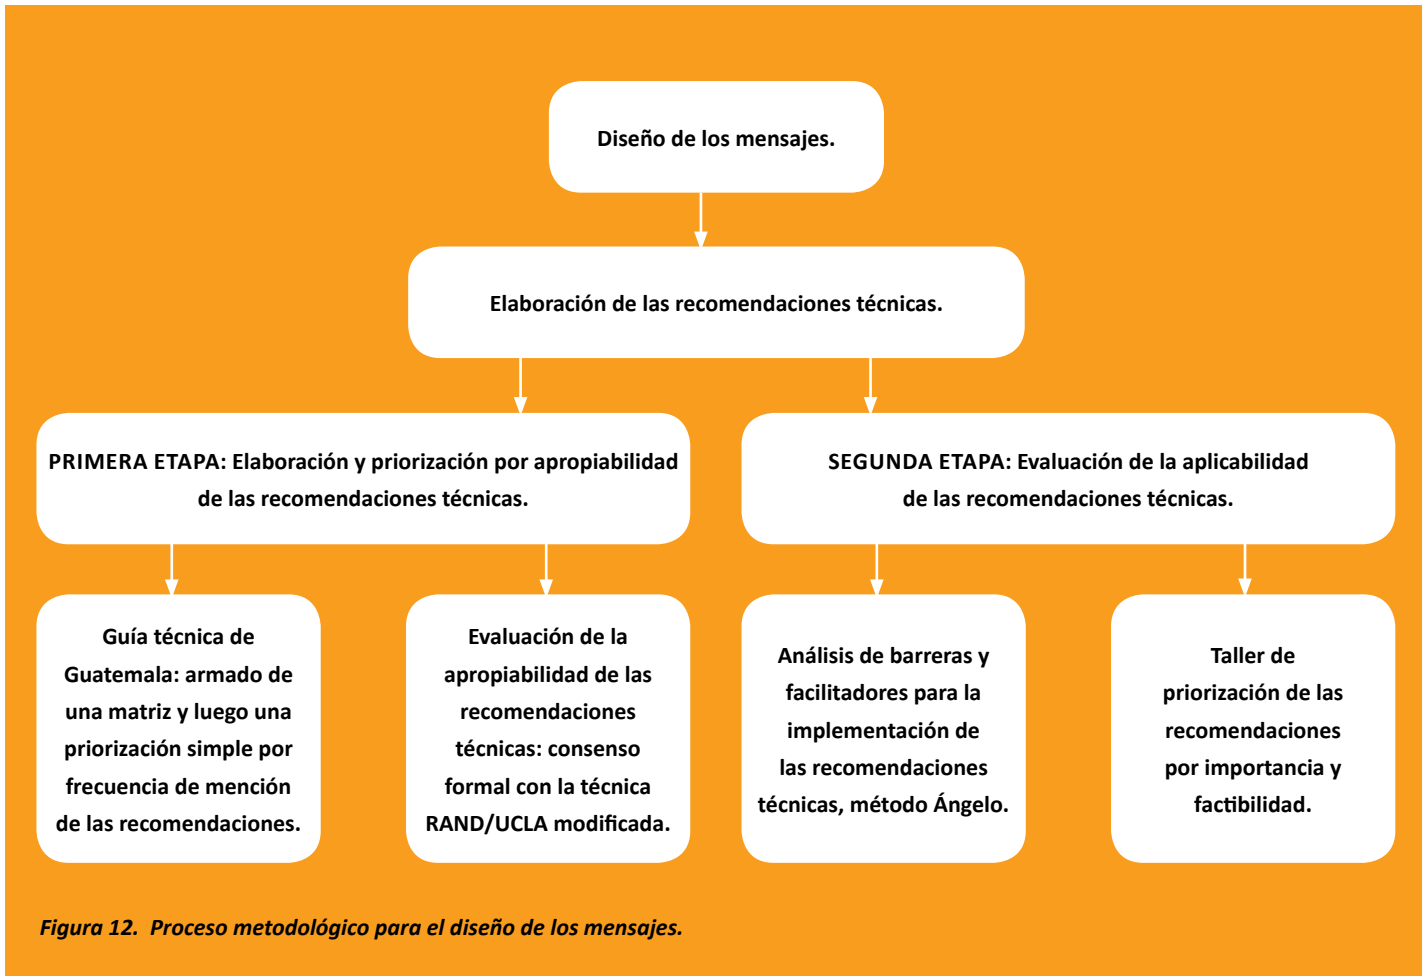 Diseño de los mensajes.
Elaboración de las recomendaciones técnicas.
PRIMERA ETAPA: Elaboración y priorización por apropiabilidad
de las recomendaciones técnicas.
SEGUNDA ETAPA: Evaluación de la aplicabilidad
de las recomendaciones técnicas.
Guía técnica de
Guatemala: armado de
una matriz y luego una
priorización simple por
frecuencia de mención
de las recomendaciones.
Evaluación de la
apropiabilidad de las
recomendaciones
técnicas: consenso
formal con la técnica
RAND/UCLA modificada.
Análisis de barreras y
facilitadores para la
implementación de
las recomendaciones
técnicas, método Ángelo.
Taller de
priorización de las
recomendaciones
por importancia y
factibilidad.
Figura 12. Proceso metodológico para el diseño de los mensajes.